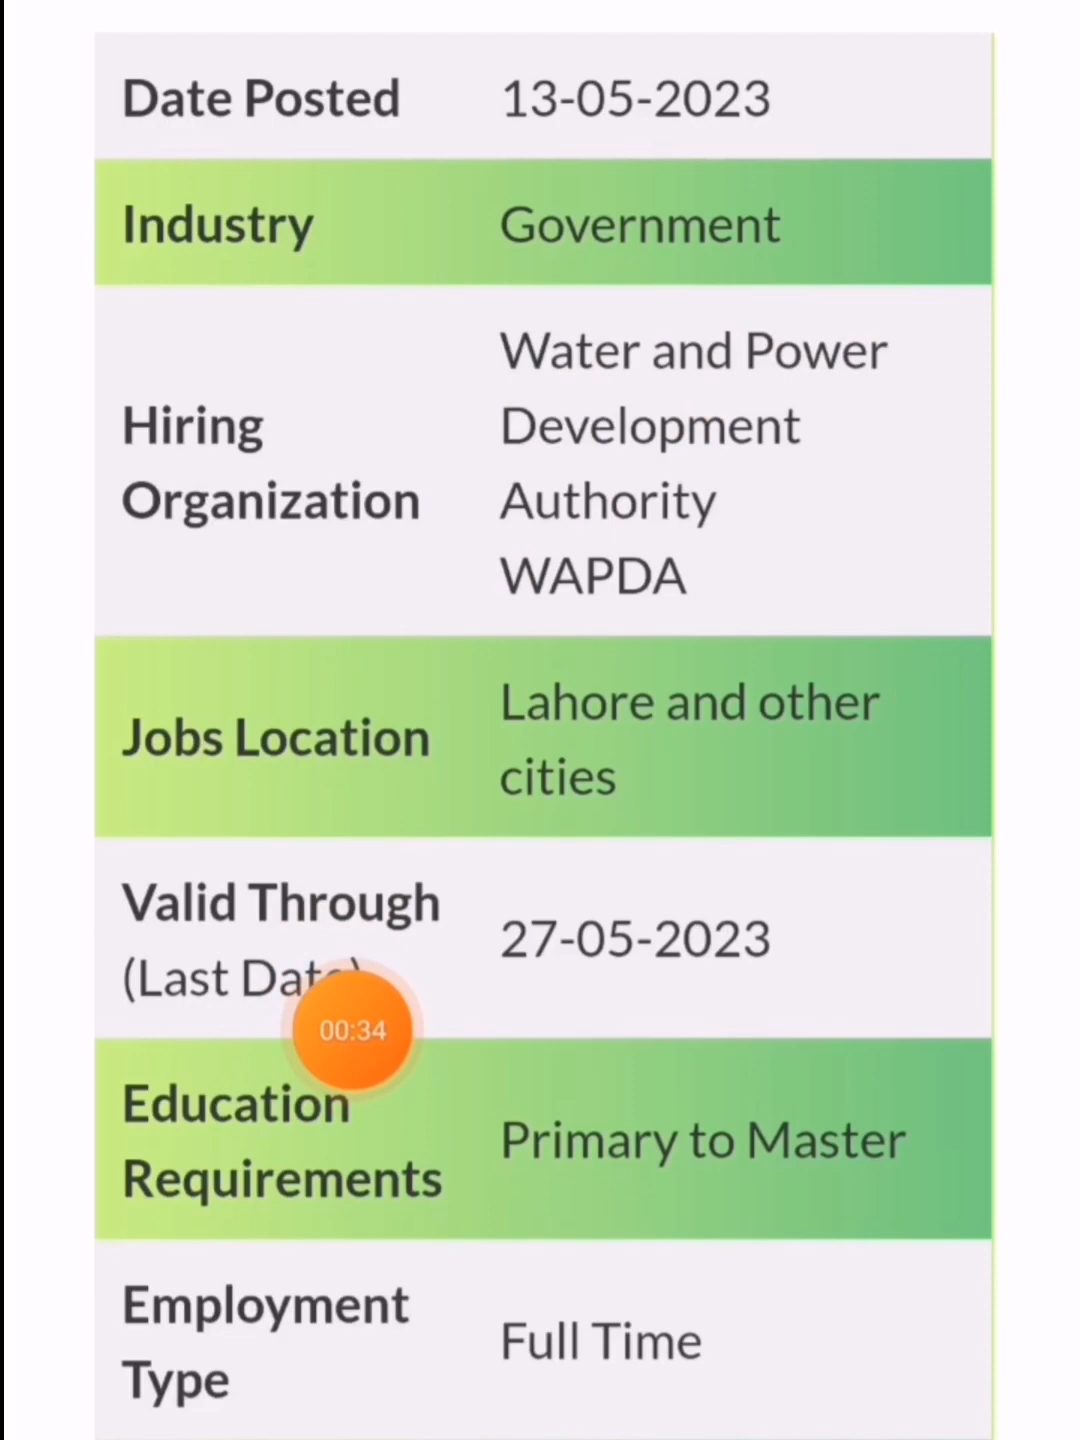 Date Posted 13-05-2023
Industry Government
Hiring Organization
Water and Power
Development
Authority
WAPDA
Jobs Location
Lahore and other
cities
Valid Through
(Last Date)
27-05-2023
00:34
Education
Requirements
Primary to Master
Employment
Type
Full Time